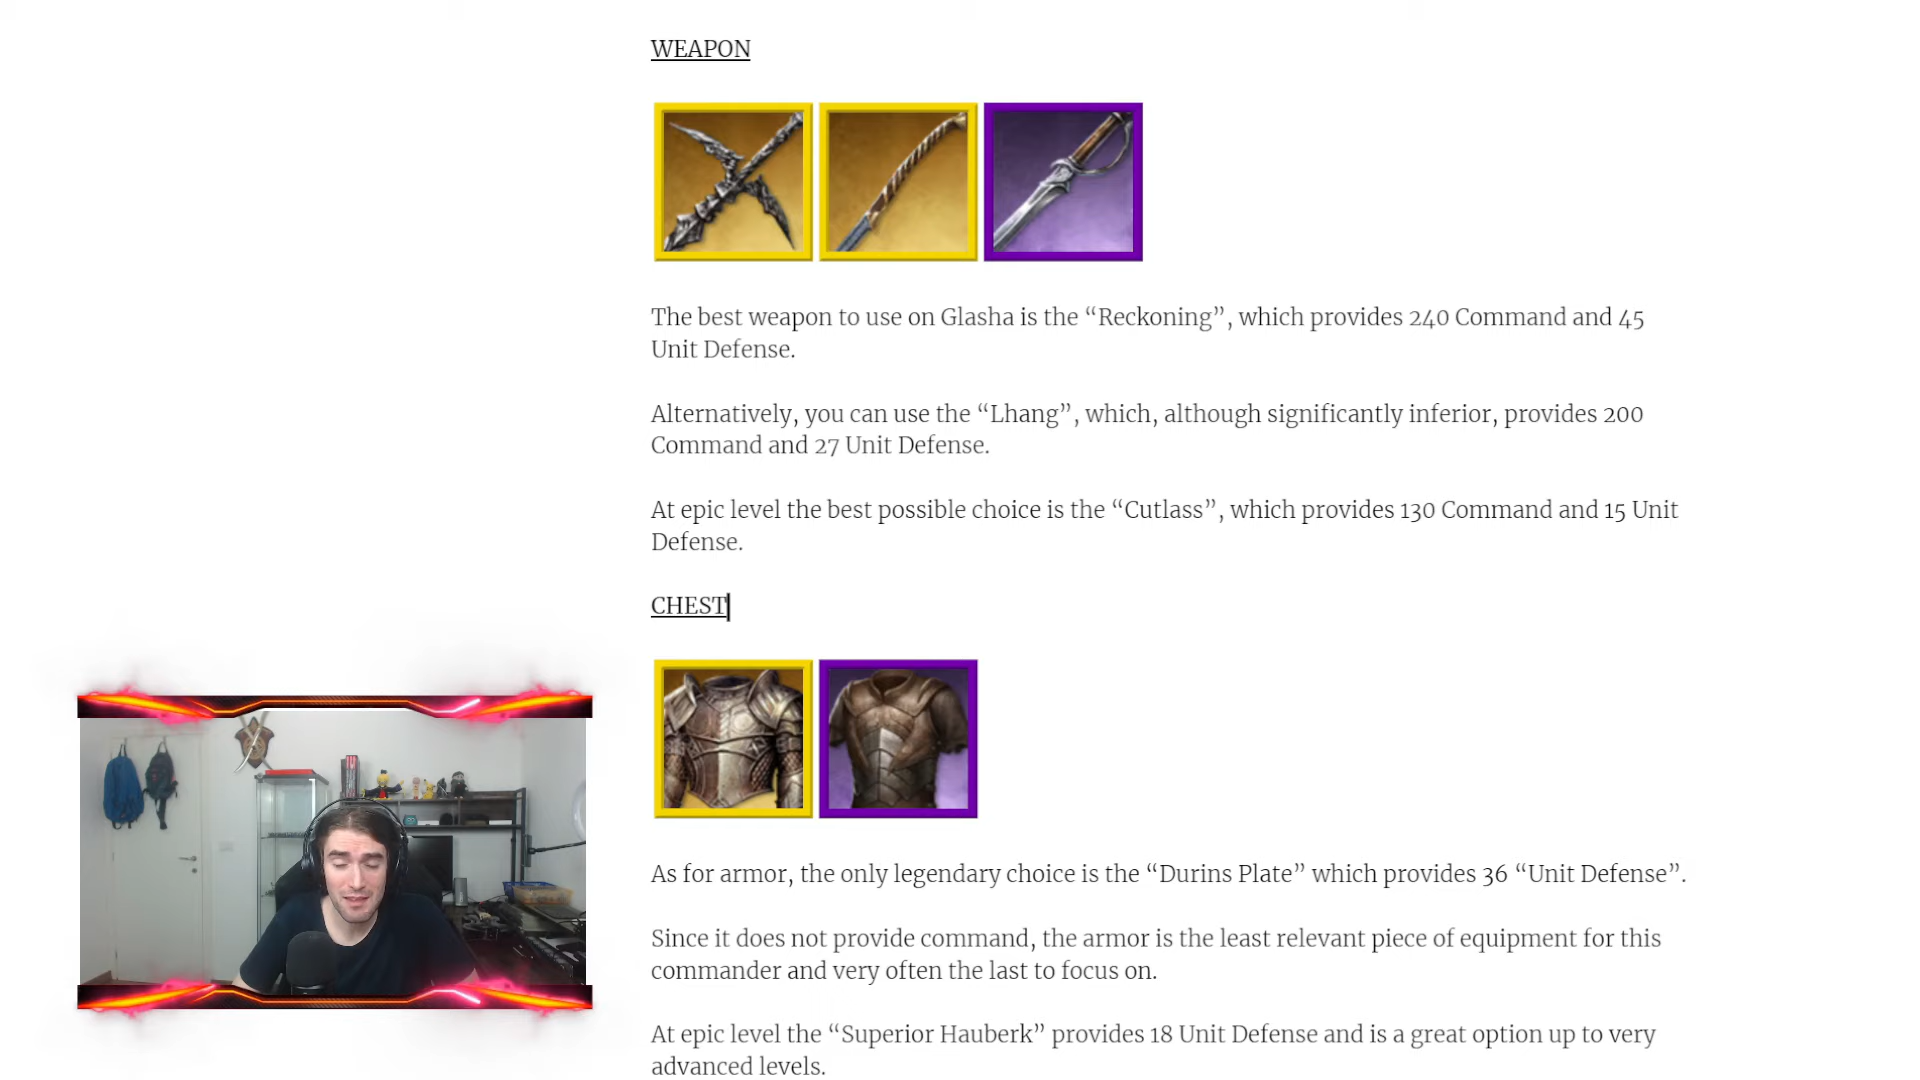 WEAPON
The best weapon to use on Glasha is the “Reckoning”, which provides 240 Command and 45
Unit Defense.
Alternatively, you can use the “Lhang”, which, although significantly inferior, provides 200
Command and 27 Unit Defense.
At epic level the best possible choice is the “Cutlass”, which provides 130 Command and 15 Unit
Defense.
CHEST
As for armor, the only legendary choice is the “Durins Plate” which provides 36 “Unit Defense”.
Since it does not provide command, the armor is the least relevant piece of equipment for this
commander and very often the last to focus on.
At epic level the “Superior Hauberk” provides 18 Unit Defense and is a great option up to very
advanced levels.